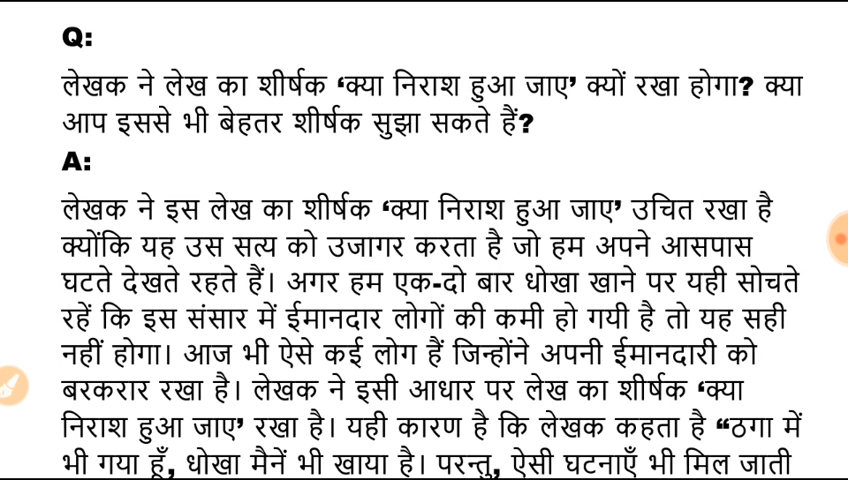 Q:
लेखक ने लेख का शीर्षक ‘क्या निराश हुआ जाए’ क्यों रखा होगा? क्या
आप इससे भी बेहतर शीर्षक सुझा सकते हैं?
A:
लेखक ने इस लेख का शीर्षक ‘क्या निराश हुआ जाए’ उचित रखा है
क्योंकि यह उस सत्य को उजागर करता है जो हम अपने आसपास
घटते देखते रहते हैं। अगर हम एक-दो बार धोखा खाने पर यही सोचते
रहें कि इस संसार में ईमानदार लोगों की कमी हो गयी है तो यह सही
नहीं होगा। आज भी ऐसे कई लोग हैं जिन्होंने अपनी ईमानदारी को
बरकरार रखा है। लेखक ने इसी आधार पर लेख का शीर्षक ‘क्या
निराश हुआ जाए’ रखा है। यही कारण है कि लेखक कहता है “ठगा में
भी गया हूँ, धोखा मैनें भी खाया है। परन्तु, ऐसी घटनाएँ भी मिल जाती